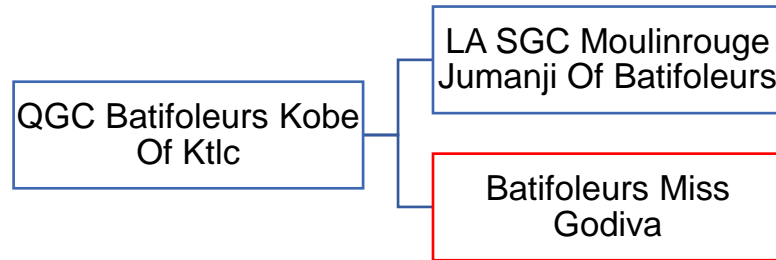 LA SGC Moulinrouge
Jumanji Of Batifoleurs
QGC Batifoleurs Kobe
Of Ktlc
Batifoleurs Miss
Godiva